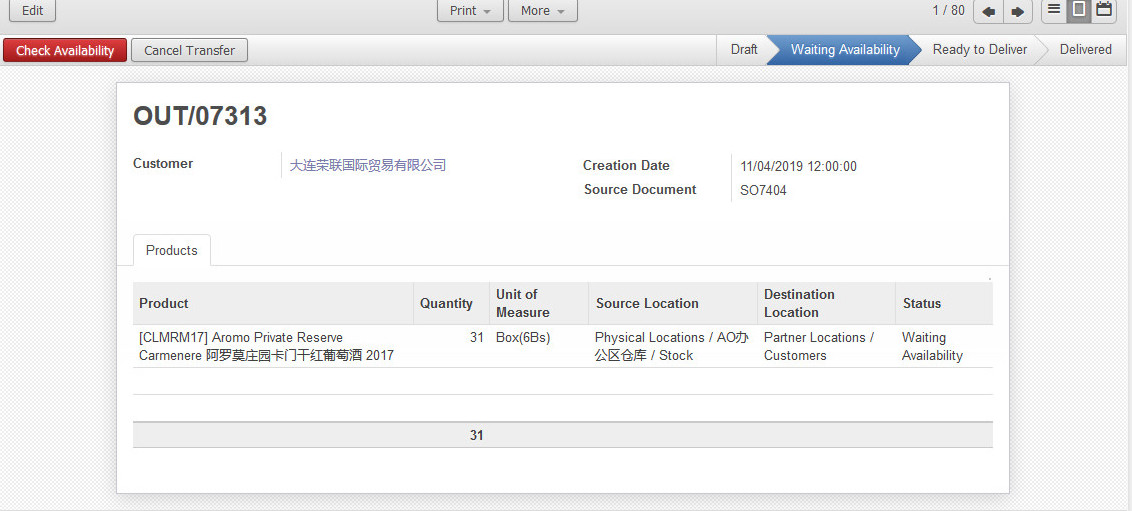 Edit
Print
More
1 / 80
Check Availability
Cancel Transfer
Draft
Waiting Availability
Ready to Deliver
Delivered
OUT/07313
Customer
大连荣联国际贸易有限公司
Creation Date
11/04/2019 12:00:00
Source Document
SO7404
Products
Product
Quantity
Unit of
Measure
Source Location
Destination
Location
Status
[CLMRM17] Aromo Private Reserve
Carmenere 阿罗莫庄园卡门干红葡萄酒 2017
31
Box(6Bs)
Physical Locations / AO办
公区仓库 / Stock
Partner Locations /
Customers
Waiting
Availability
31